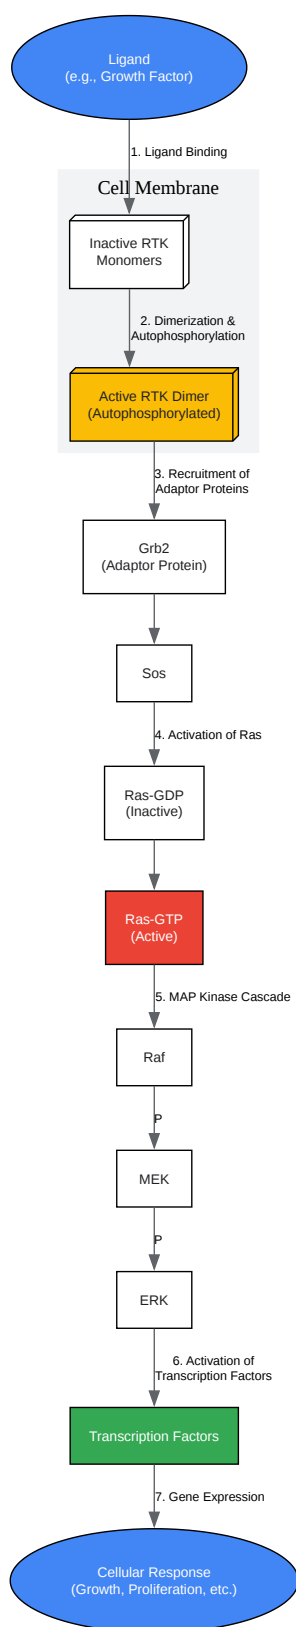 Ligand
(e.g., Growth Factor)
1. Ligand Binding
Cell Membrane
Inactive RTK
Monomers
2. Dimerization &
Autophosphorylation
Active RTK Dimer
(Autophosphorylated)
3. Recruitment of
Adaptor Proteins
Grb2
(Adaptor Protein)
Sos
4. Activation of Ras
Ras-GDP
(Inactive)
Ras-GTP
(Active)
5. MAP Kinase Cascade
Raf
P
MEK
P
ERK
6. Activation of
Transcription Factors
Transcription Factors
7. Gene Expression
Cellular Response
(Growth, Proliferation, etc.)